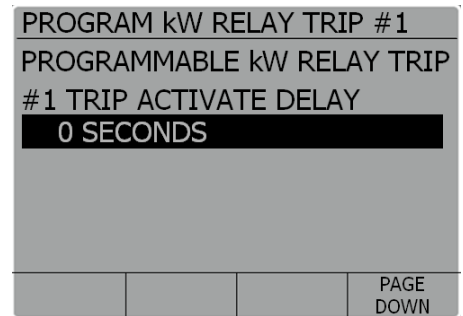 PROGRAM kW RELAY TRIP #1
PROGRAMMABLE kW RELAY TRIP
#1 TRIP ACTIVATE DELAY
0 SECONDS
PAGE
DOWN